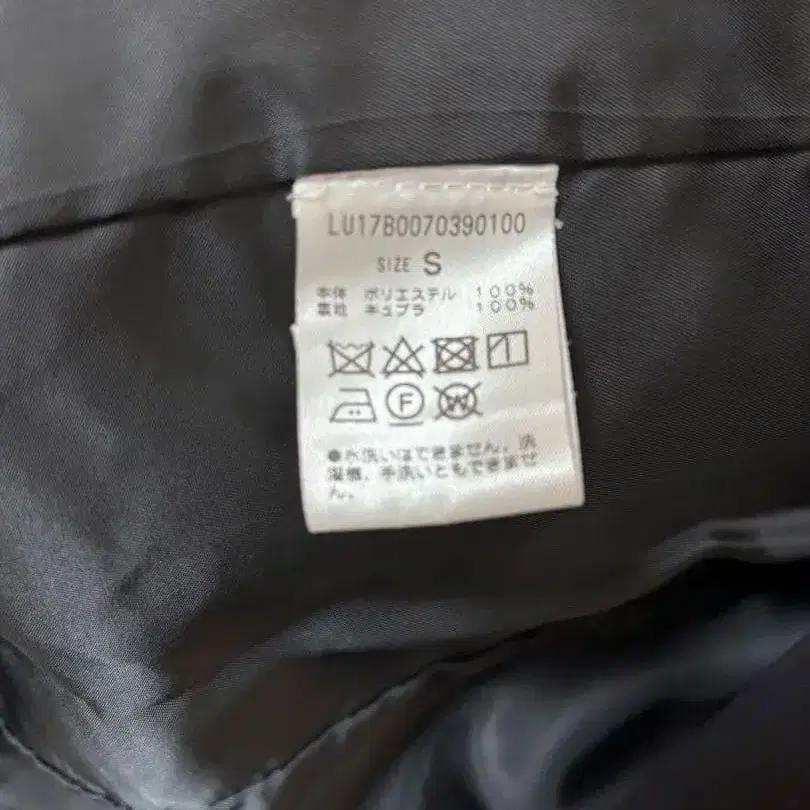 LU17B0070390100
SIZE S
本体 ポリエステル 100%
裏地 キュプラ 100%
F W
●水洗いはできません。洗
濯機、手洗いともできませ
ん。